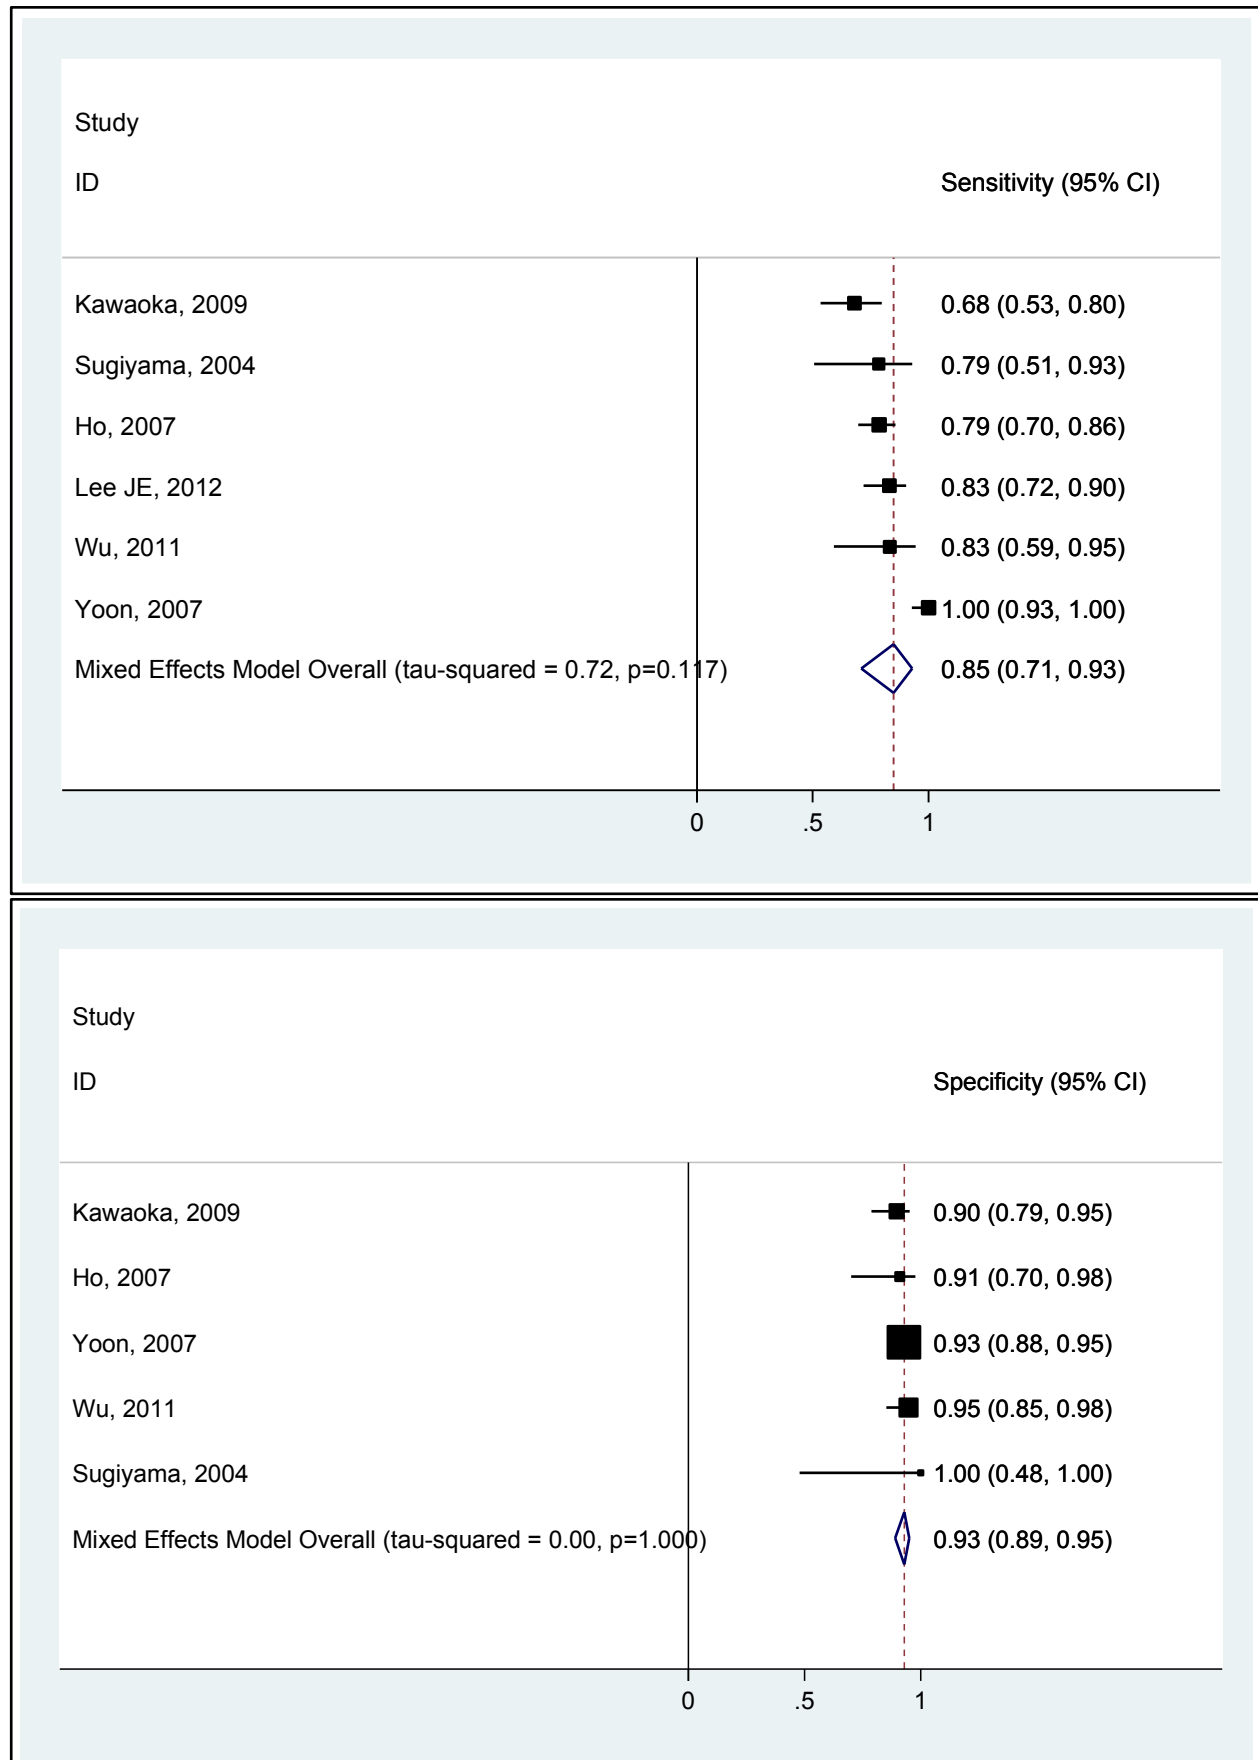 Study
ID Sensitivity (95% CI)
Kawaoka, 2009 0.68 (0.53, 0.80)
Sugiyama, 2004 0.79 (0.51, 0.93)
Ho, 2007 0.79 (0.70, 0.86)
Lee JE, 2012 0.83 (0.72, 0.90)
Wu, 2011 0.83 (0.59, 0.95)
Yoon, 2007 1.00 (0.93, 1.00)
Mixed Effects Model Overall (tau-squared = 0.72, p=0.117) 0.85 (0.71, 0.93)
0 .5 1
Study
ID Specificity (95% CI)
Kawaoka, 2009 0.90 (0.79, 0.95)
Ho, 2007 0.91 (0.70, 0.98)
Yoon, 2007 0.93 (0.88, 0.95)
Wu, 2011 0.95 (0.85, 0.98)
Sugiyama, 2004 1.00 (0.48, 1.00)
Mixed Effects Model Overall (tau-squared = 0.00, p=1.000) 0.93 (0.89, 0.95)
0 .5 1